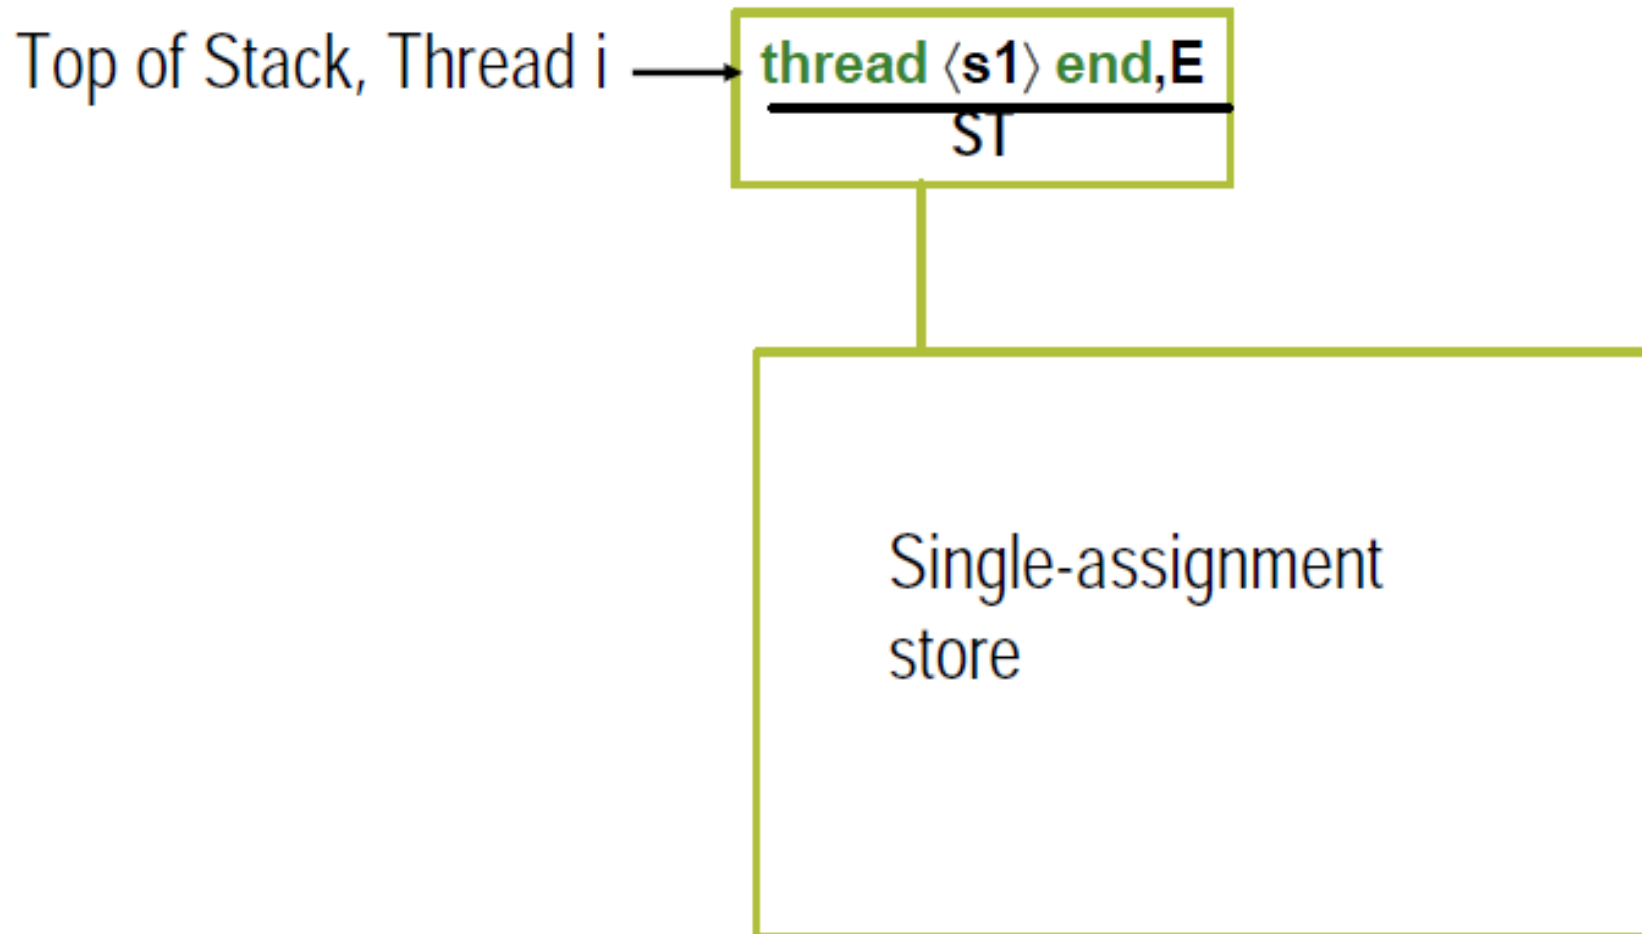 Top of Stack, Thread i
thread ⟨s1⟩ end,E
ST
Single-assignment
store